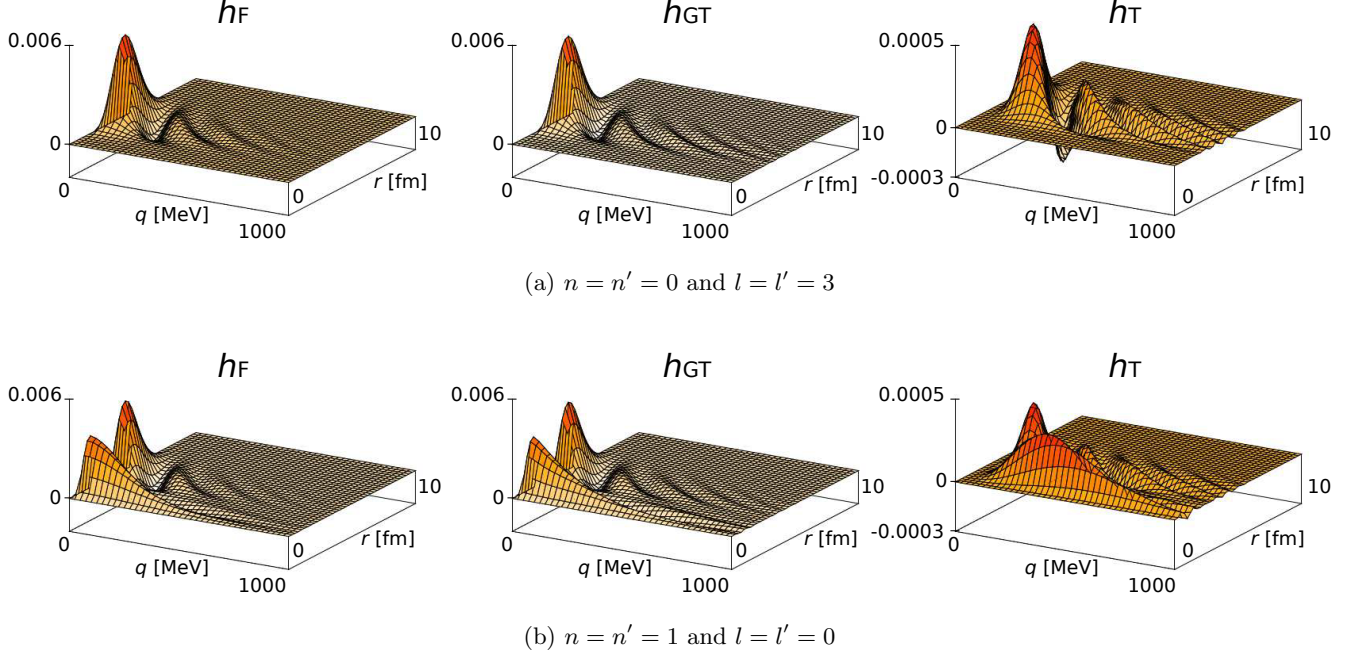 hF hGT hT
0.006 0.006 0.0005
0 0 0
-0.0003
10 10 10
0 0 0
r [fm] r [fm] r [fm]
0 0 0
q [MeV] q [MeV] q [MeV]
1000 1000 1000
(a) n = n′ = 0 and l = l′ = 3
hF hGT hT
0.006 0.006 0.0005
0 0 0
-0.0003
10 10 10
0 0 0
r [fm] r [fm] r [fm]
0 0 0
q [MeV] q [MeV] q [MeV]
1000 1000 1000
(b) n = n′ = 1 and l = l′ = 0